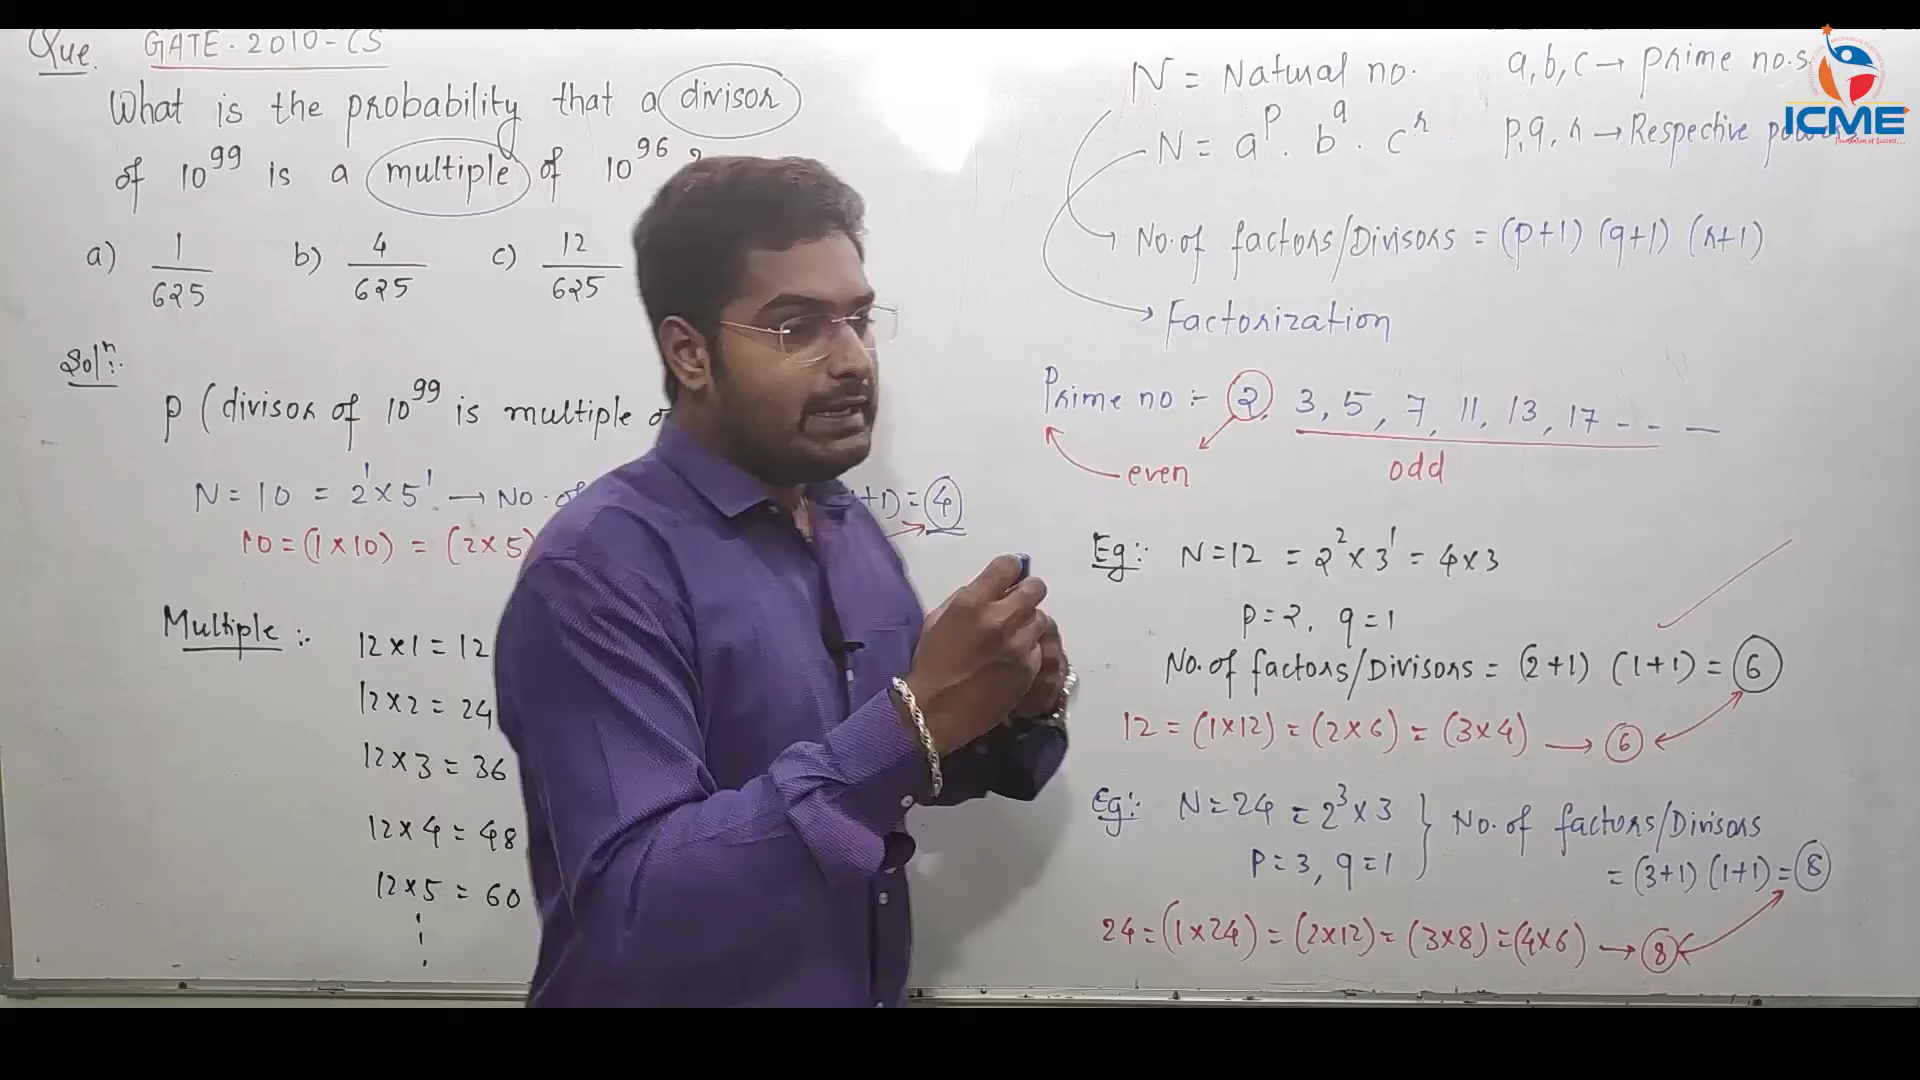 Que. GATE-2010-CS
What is the probability that a divisor
of 10^99 is a multiple of 10^96 ?
a) 1/625 b) 4/625 c) 12/625
Solⁿ:
P (divisor of 10^99 is multiple
N = 10 = 2^1 × 5^1 → No. of +1) = 4
10 = (1 × 10) = (2 × 5)
Multiple :-
12 × 1 = 12
12 × 2 = 24
12 × 3 = 36
12 × 4 = 48
12 × 5 = 60
N = Natural no. a, b, c → prime no.s
N = a^p . b^q . c^r p, q, r → Respective
No. of factors/Divisors = (p+1) (q+1) (r+1)
Factorization
Prime no :- 2, 3, 5, 7, 11, 13, 17 - - -
even odd
Eg:- N = 12 = 2^2 × 3^1 = 4 × 3
p = 2, q = 1
No. of factors/Divisors = (2+1) (1+1) = 6
12 = (1×12) = (2×6) = (3×4) → 6
Eg:- N = 24 = 2^3 × 3 } No. of factors/Divisors
p = 3, q = 1 = (3+1) (1+1) = 8
24 = (1×24) = (2×12) = (3×8) = (4×6) → 8
ICME
Foundation of Success....